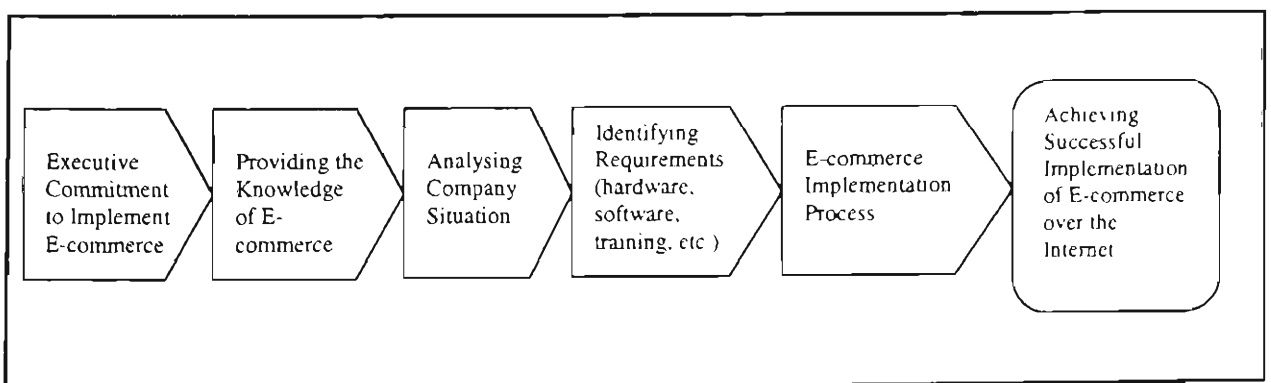 Executive
Commitment
to Implement
E-commerce
Providing the
Knowledge
of E-
commerce
Analysing
Company
Situation
Identifying
Requirements
(hardware,
software,
training, etc )
E-commerce
Implementation
Process
Achieving
Successful
Implementation
of E-commerce
over the
Internet